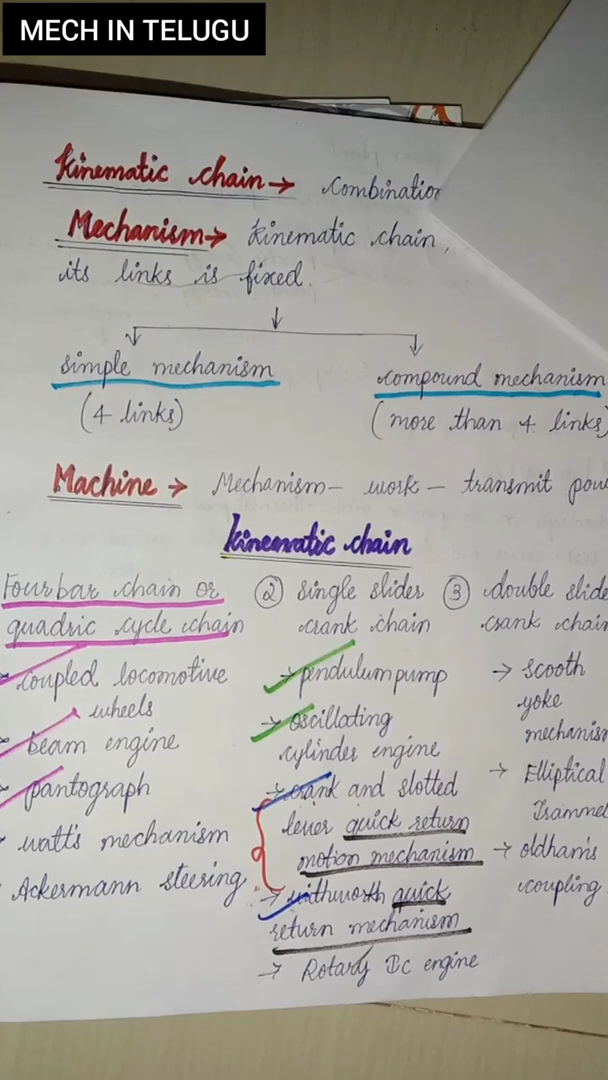 MECH IN TELUGU
Kinematic chain → Combination
Mechanism → kinematic chain,
its links is fixed.
simple mechanism
(4 links)
compound mechanism
(more than 4 links)
Machine → Mechanism - work - transmit pow
kinematic chain
Four bar chain or
quadric cycle chain
coupled locomotive
wheels
beam engine
pantograph
watt's mechanism
Ackermann steering
② single slider
crank chain
→ pendulum pump
→ oscillating
cylinder engine
→ crank and slotted
lever quick return
motion mechanism
→ withworth quick
return mechanism
→ Rotary Ic engine
③ double slide
crank chain
→ scooth
yoke
mechanism
→ Elliptical
Tramme
→ oldham's
coupling